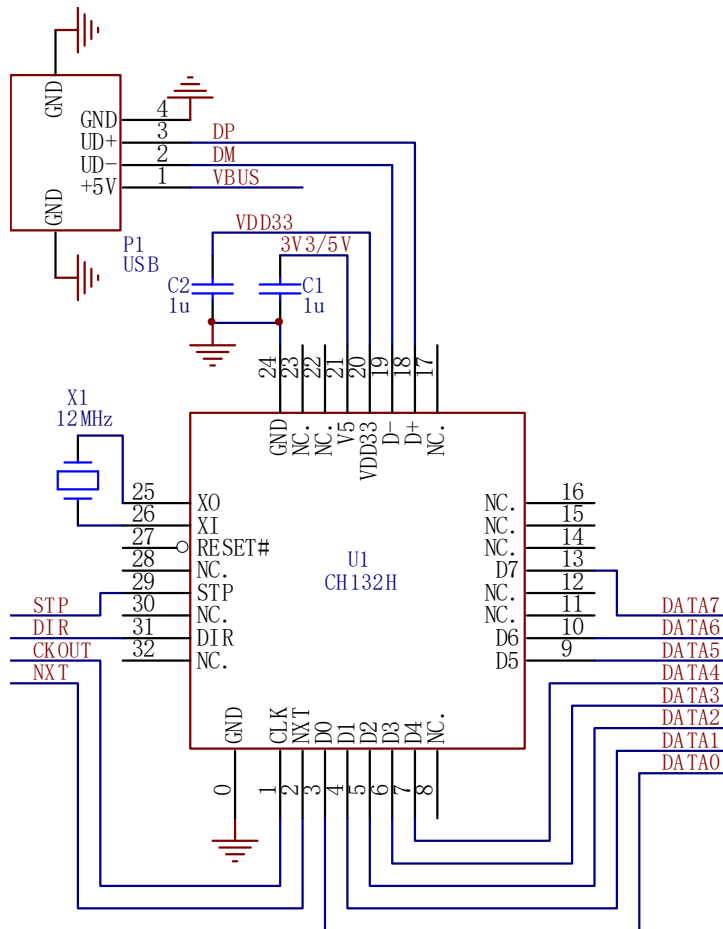 GND
GND 4
UD+ 3 DP
UD- 2 DM
+5V 1 VBUS
GND
P1
USB
VDD33
3V3/5V
C2
1u
C1
1u
24 23 22 21 20 19 18 17
GND NC. NC. V5 VDD33 D- D+ NC.
X1
12MHz
25 XO
26 XI
27 RESET#
28 NC.
29 STP
30 NC.
31 DIR
32 NC.
U1
CH132H
NC. 16
NC. 15
NC. 14
D7 13
NC. 12
NC. 11
D6 10
D5 9
STP
DIR
CKOUT
NXT
DATA7
DATA6
DATA5
DATA4
DATA3
DATA2
DATA1
DATA0
GND CLK NXT D0 D1 D2 D3 D4 NC.
0 1 2 3 4 5 6 7 8